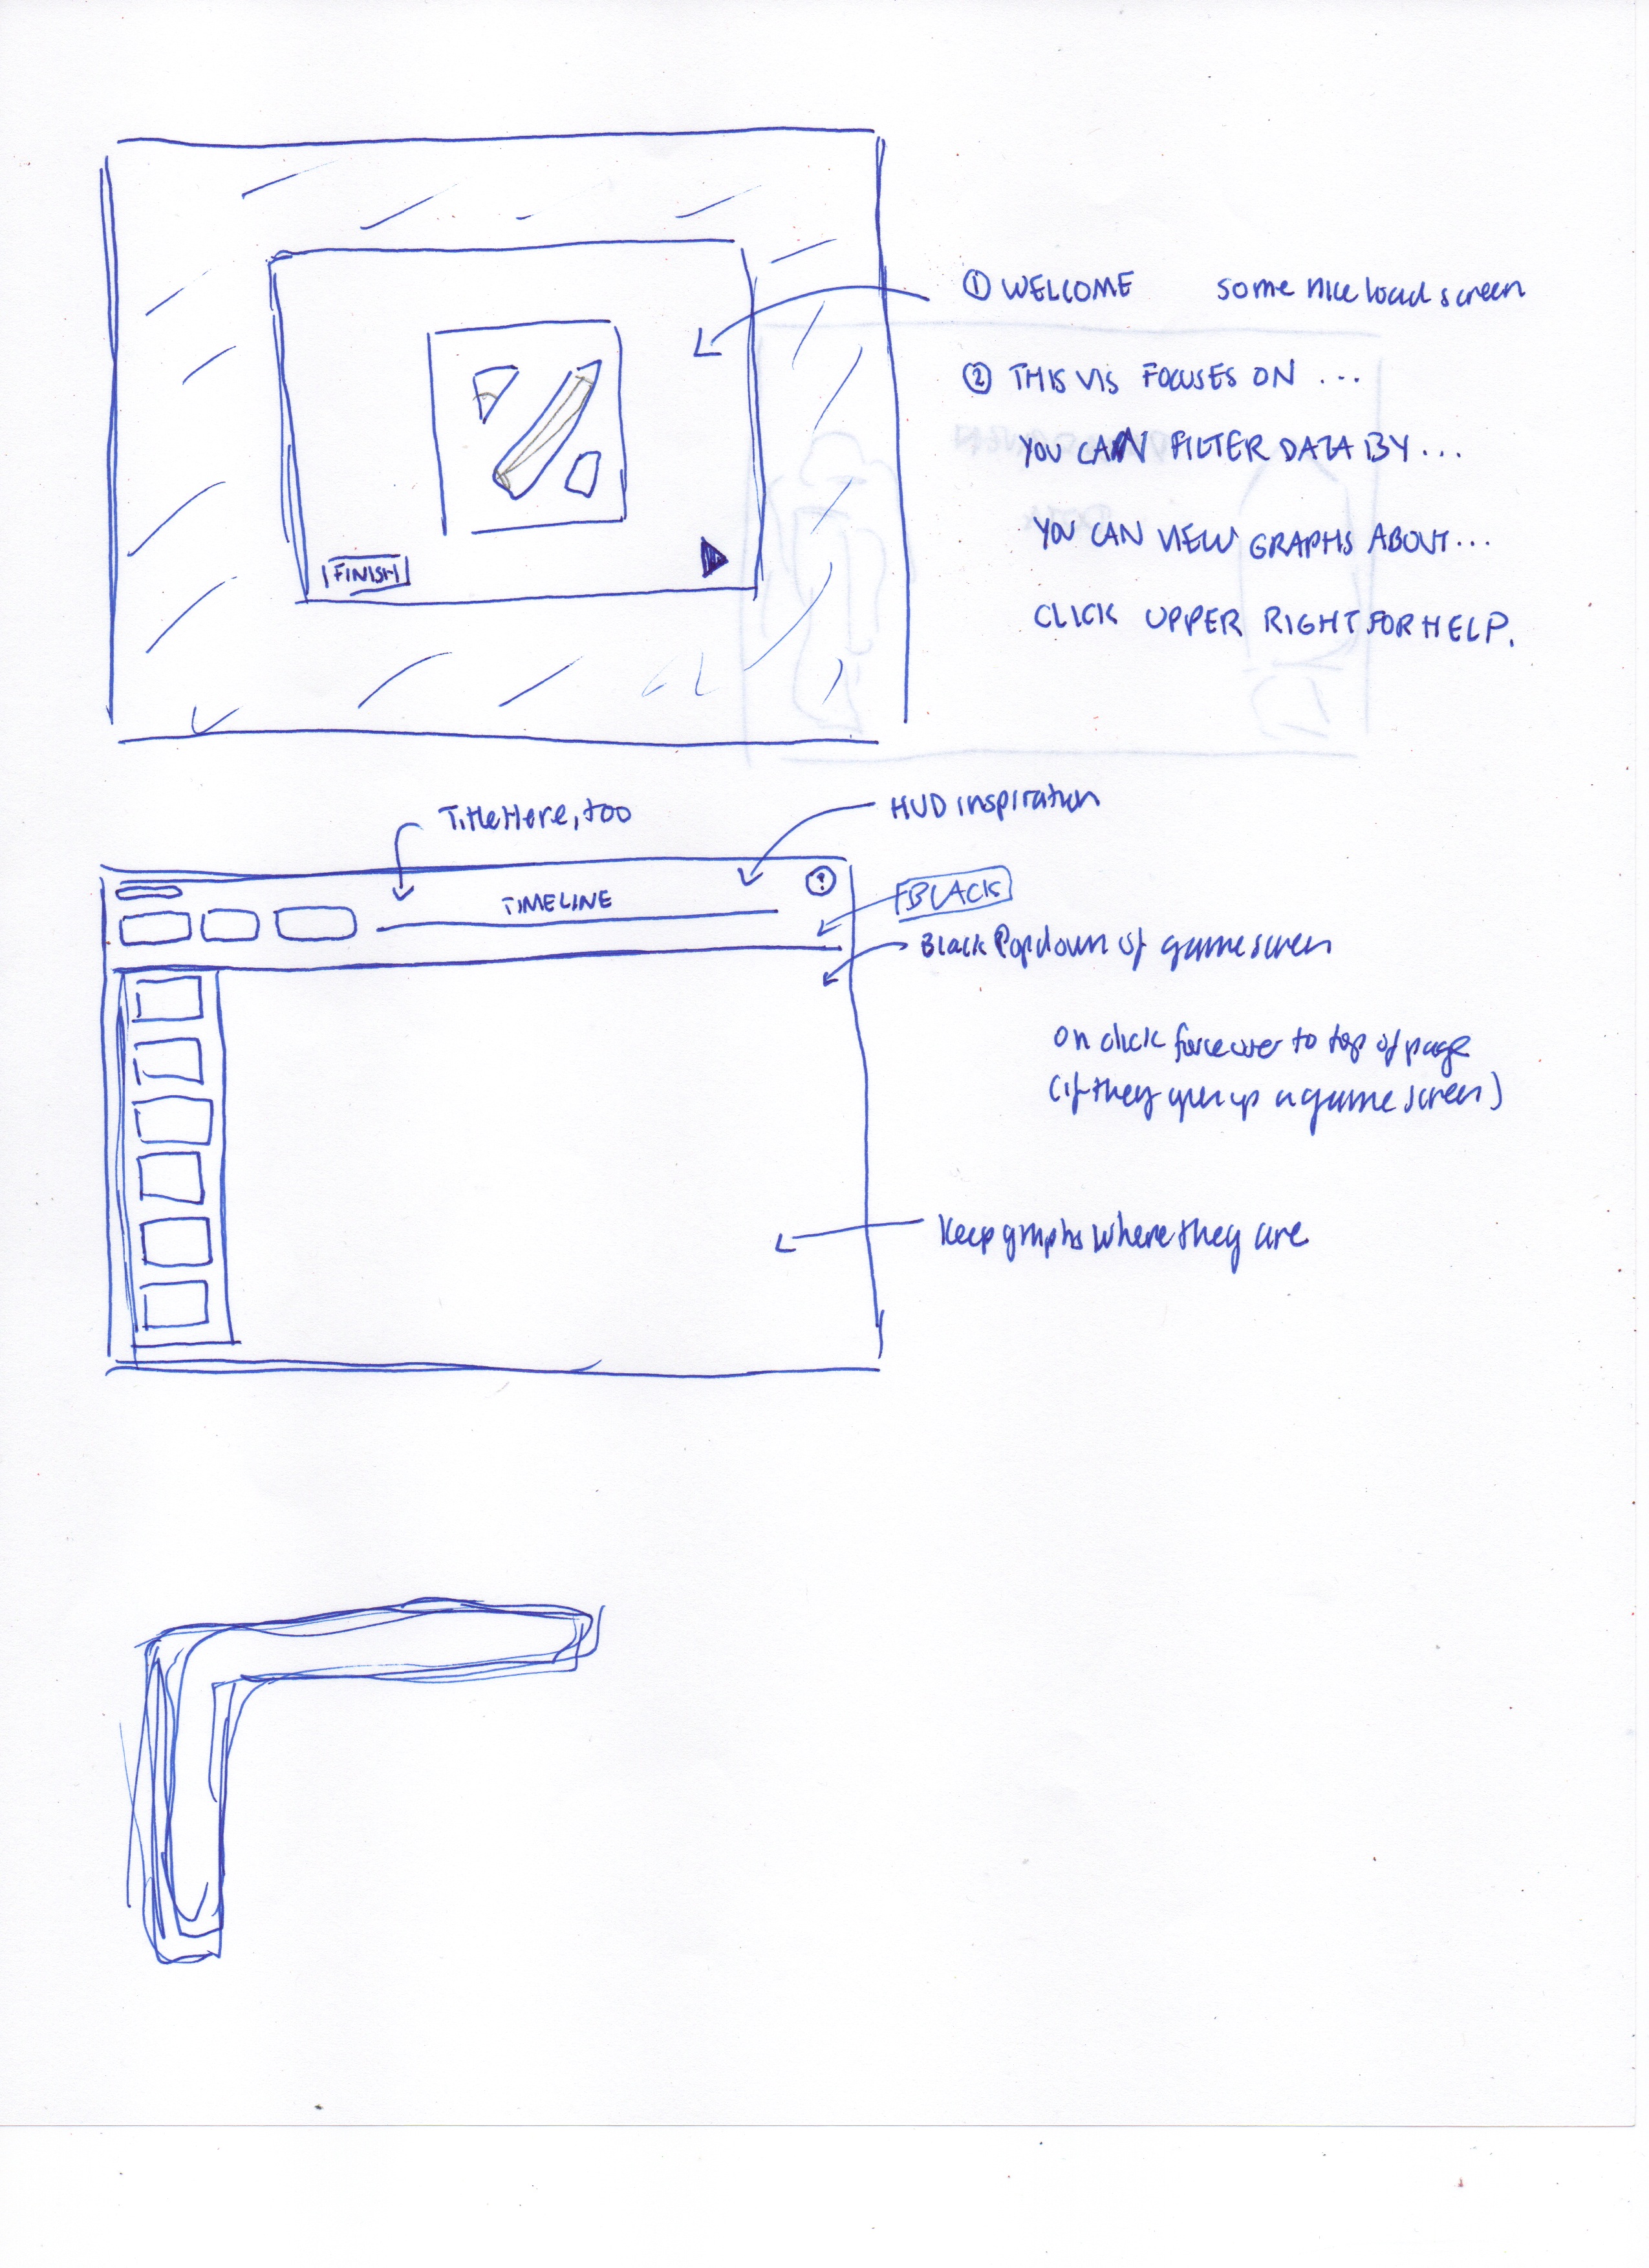 ① WELCOME some nice load screen
② THIS VIS FOCUSES ON ...
YOU CAN FILTER DATA BY ...
YOU CAN VIEW GRAPHS ABOUT...
CLICK UPPER RIGHT FOR HELP.
FINISH
Title Here, too
HUD inspiration
TIMELINE
?
BLACK
Black Popdown of game screen
on click force user to top of page
(if they open up a game screen)
Keep graphs where they are